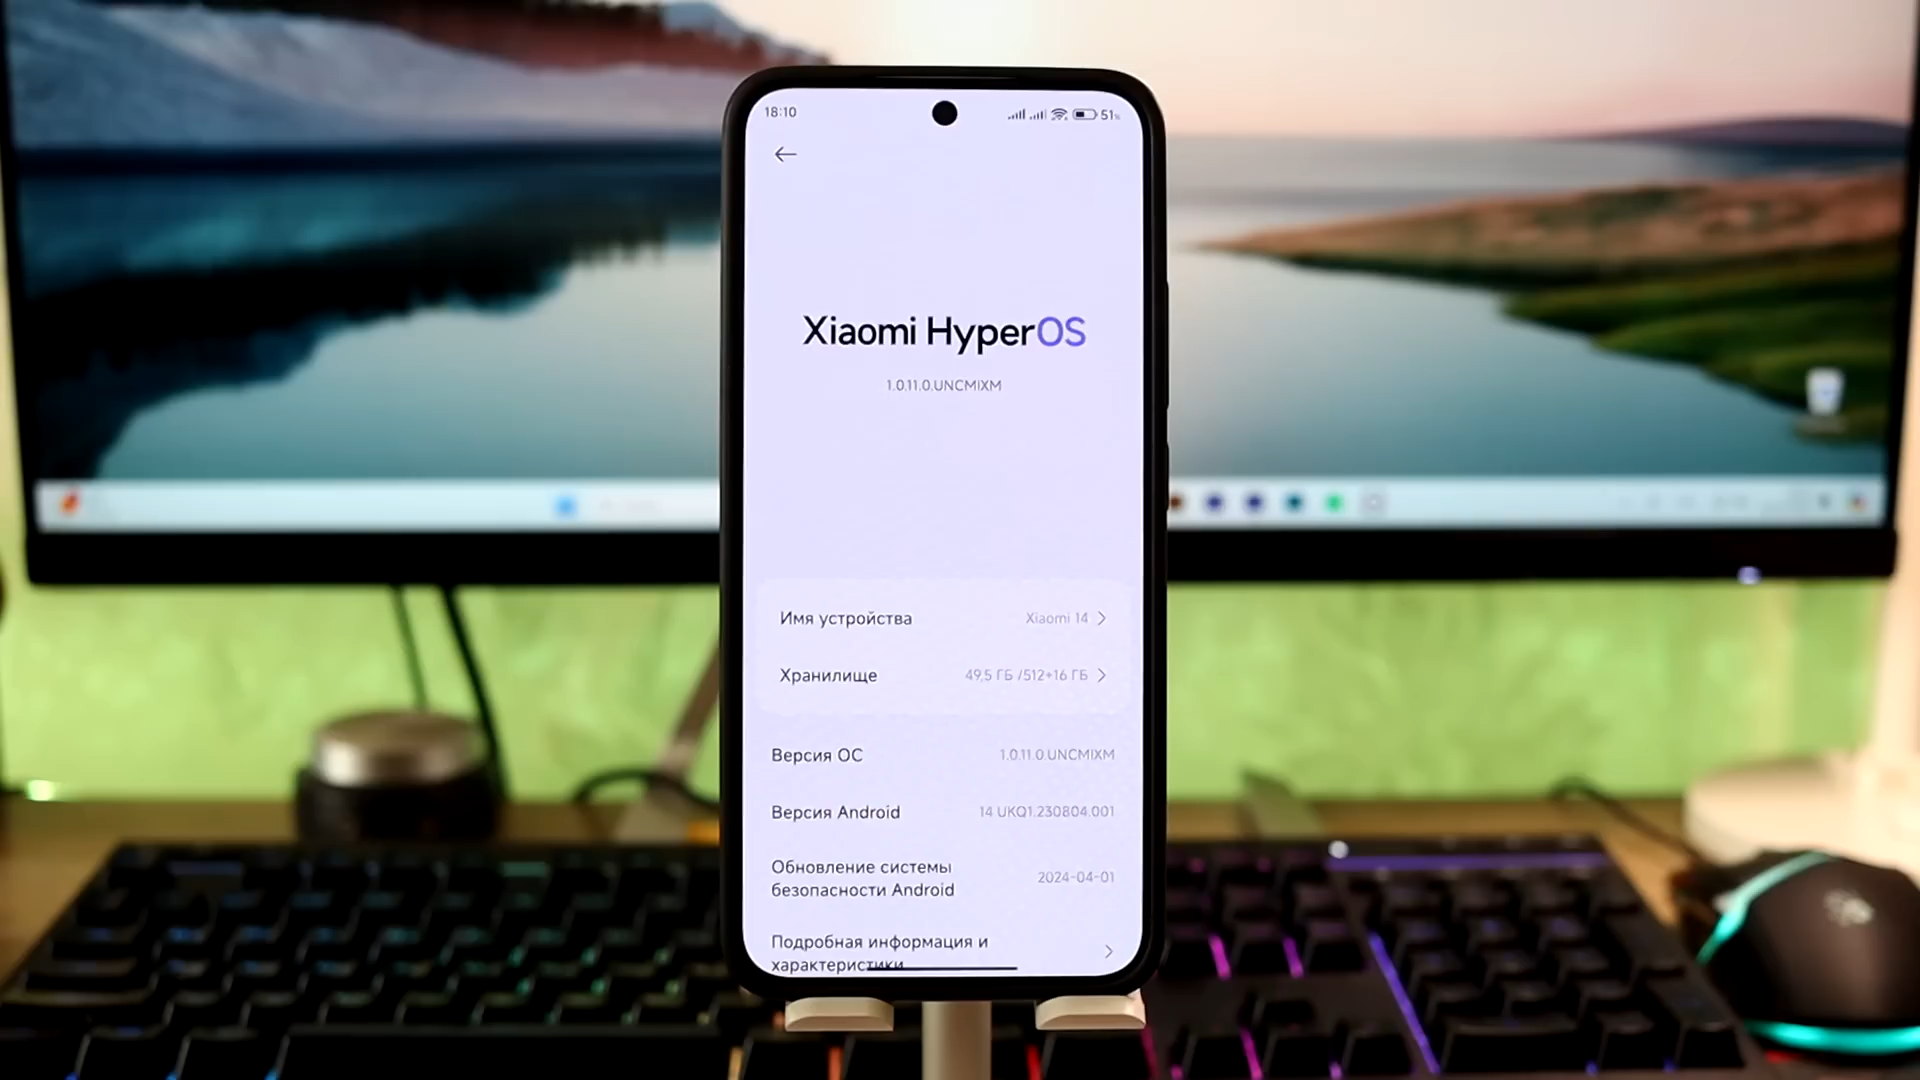 18:10
51%
Xiaomi HyperOS
1.0.11.0.UNCMIXM
Имя устройства
Xiaomi 14
Хранилище
49,5 ГБ /512+16 ГБ
Версия ОС
1.0.11.0.UNCMIXM
Версия Android
14 UKQ1.230804.001
Обновление системы
безопасности Android
2024-04-01
Подробная информация и
характеристики